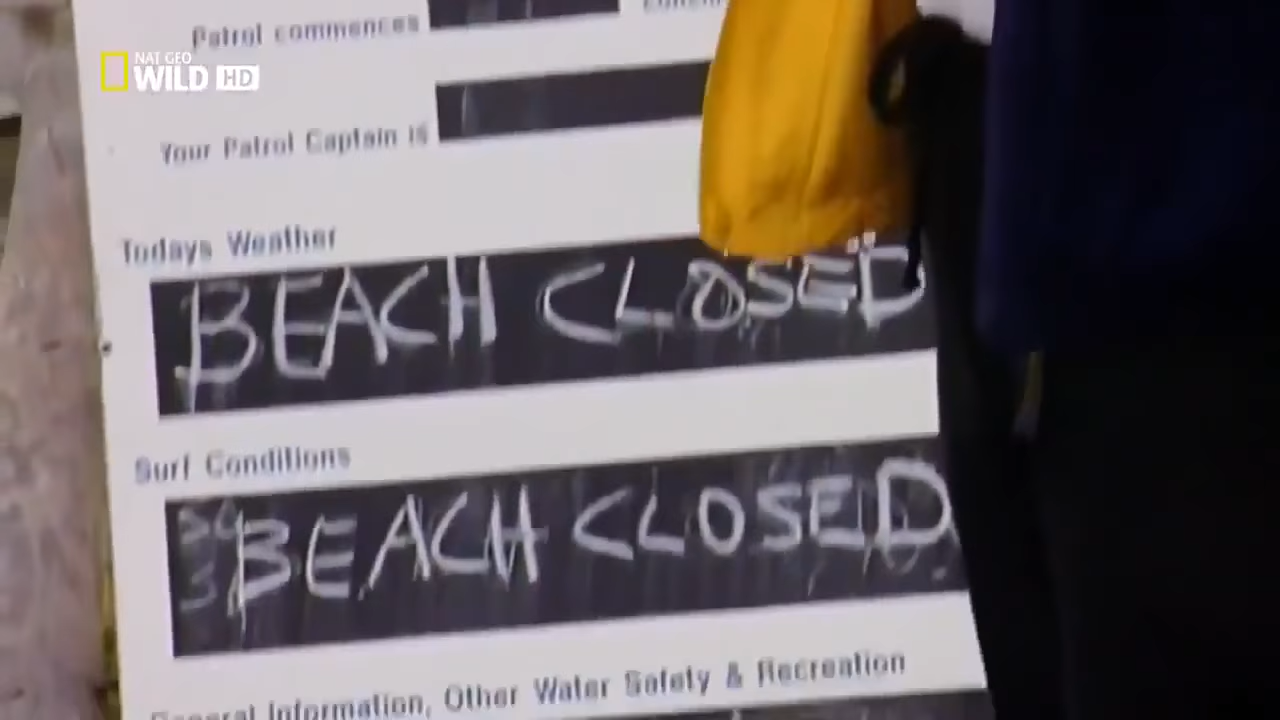 Patrol commences
NAT GEO
WILD HD
Your Patrol Captain is
Todays Weather
BEACH CLOSED
Surf Conditions
BEACH CLOSED
General Information, Other Water Safety & Recreation